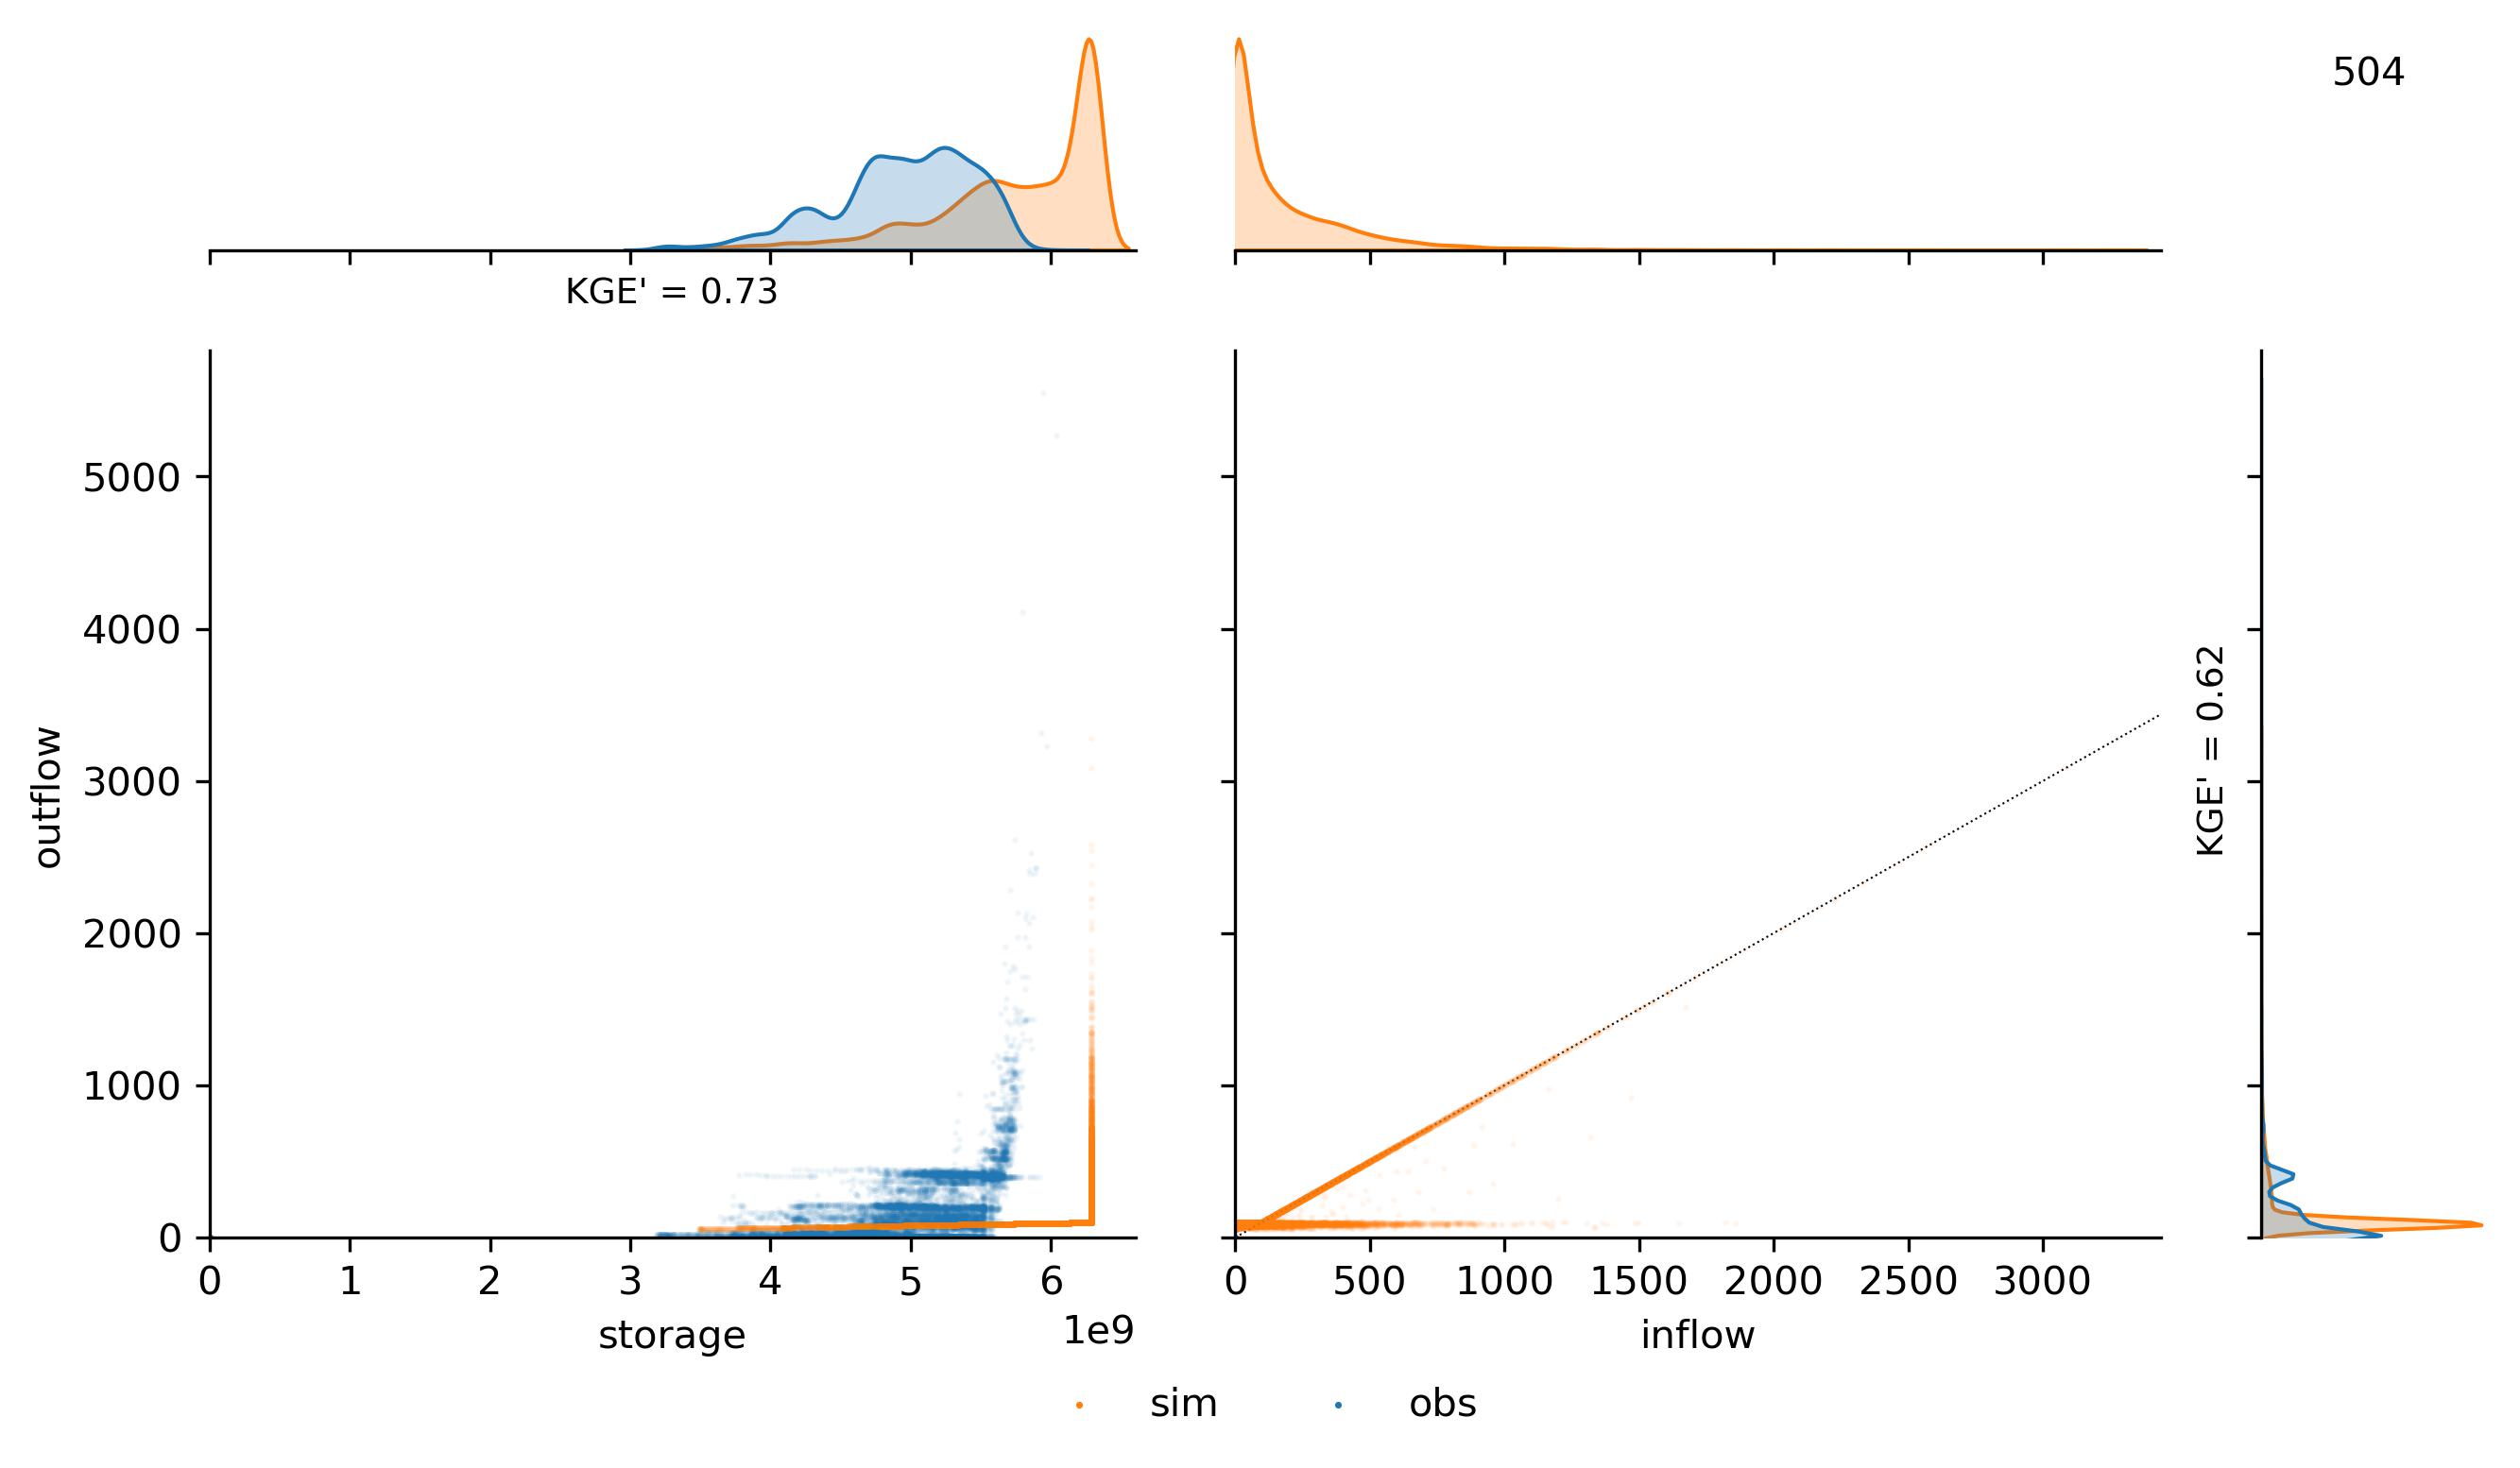 504
KGE' = 0.73
KGE' = 0.62
outflow
5000
4000
3000
2000
1000
0
0 1 2 3 4 5 6
1e9
storage
0 500 1000 1500 2000 2500 3000
inflow
sim obs